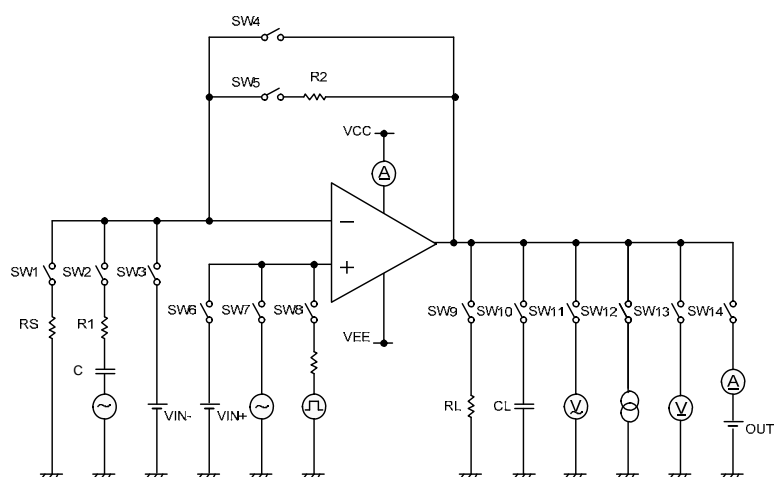 SW4
SW5
R2
VCC
A
SW1
SW2
SW3
SW6
SW7
SW8
VEE
SW9
SW10
SW11
SW12
SW13
SW14
RS
R1
C
VIN-
VIN+
RL
CL
V
V
A
OUT